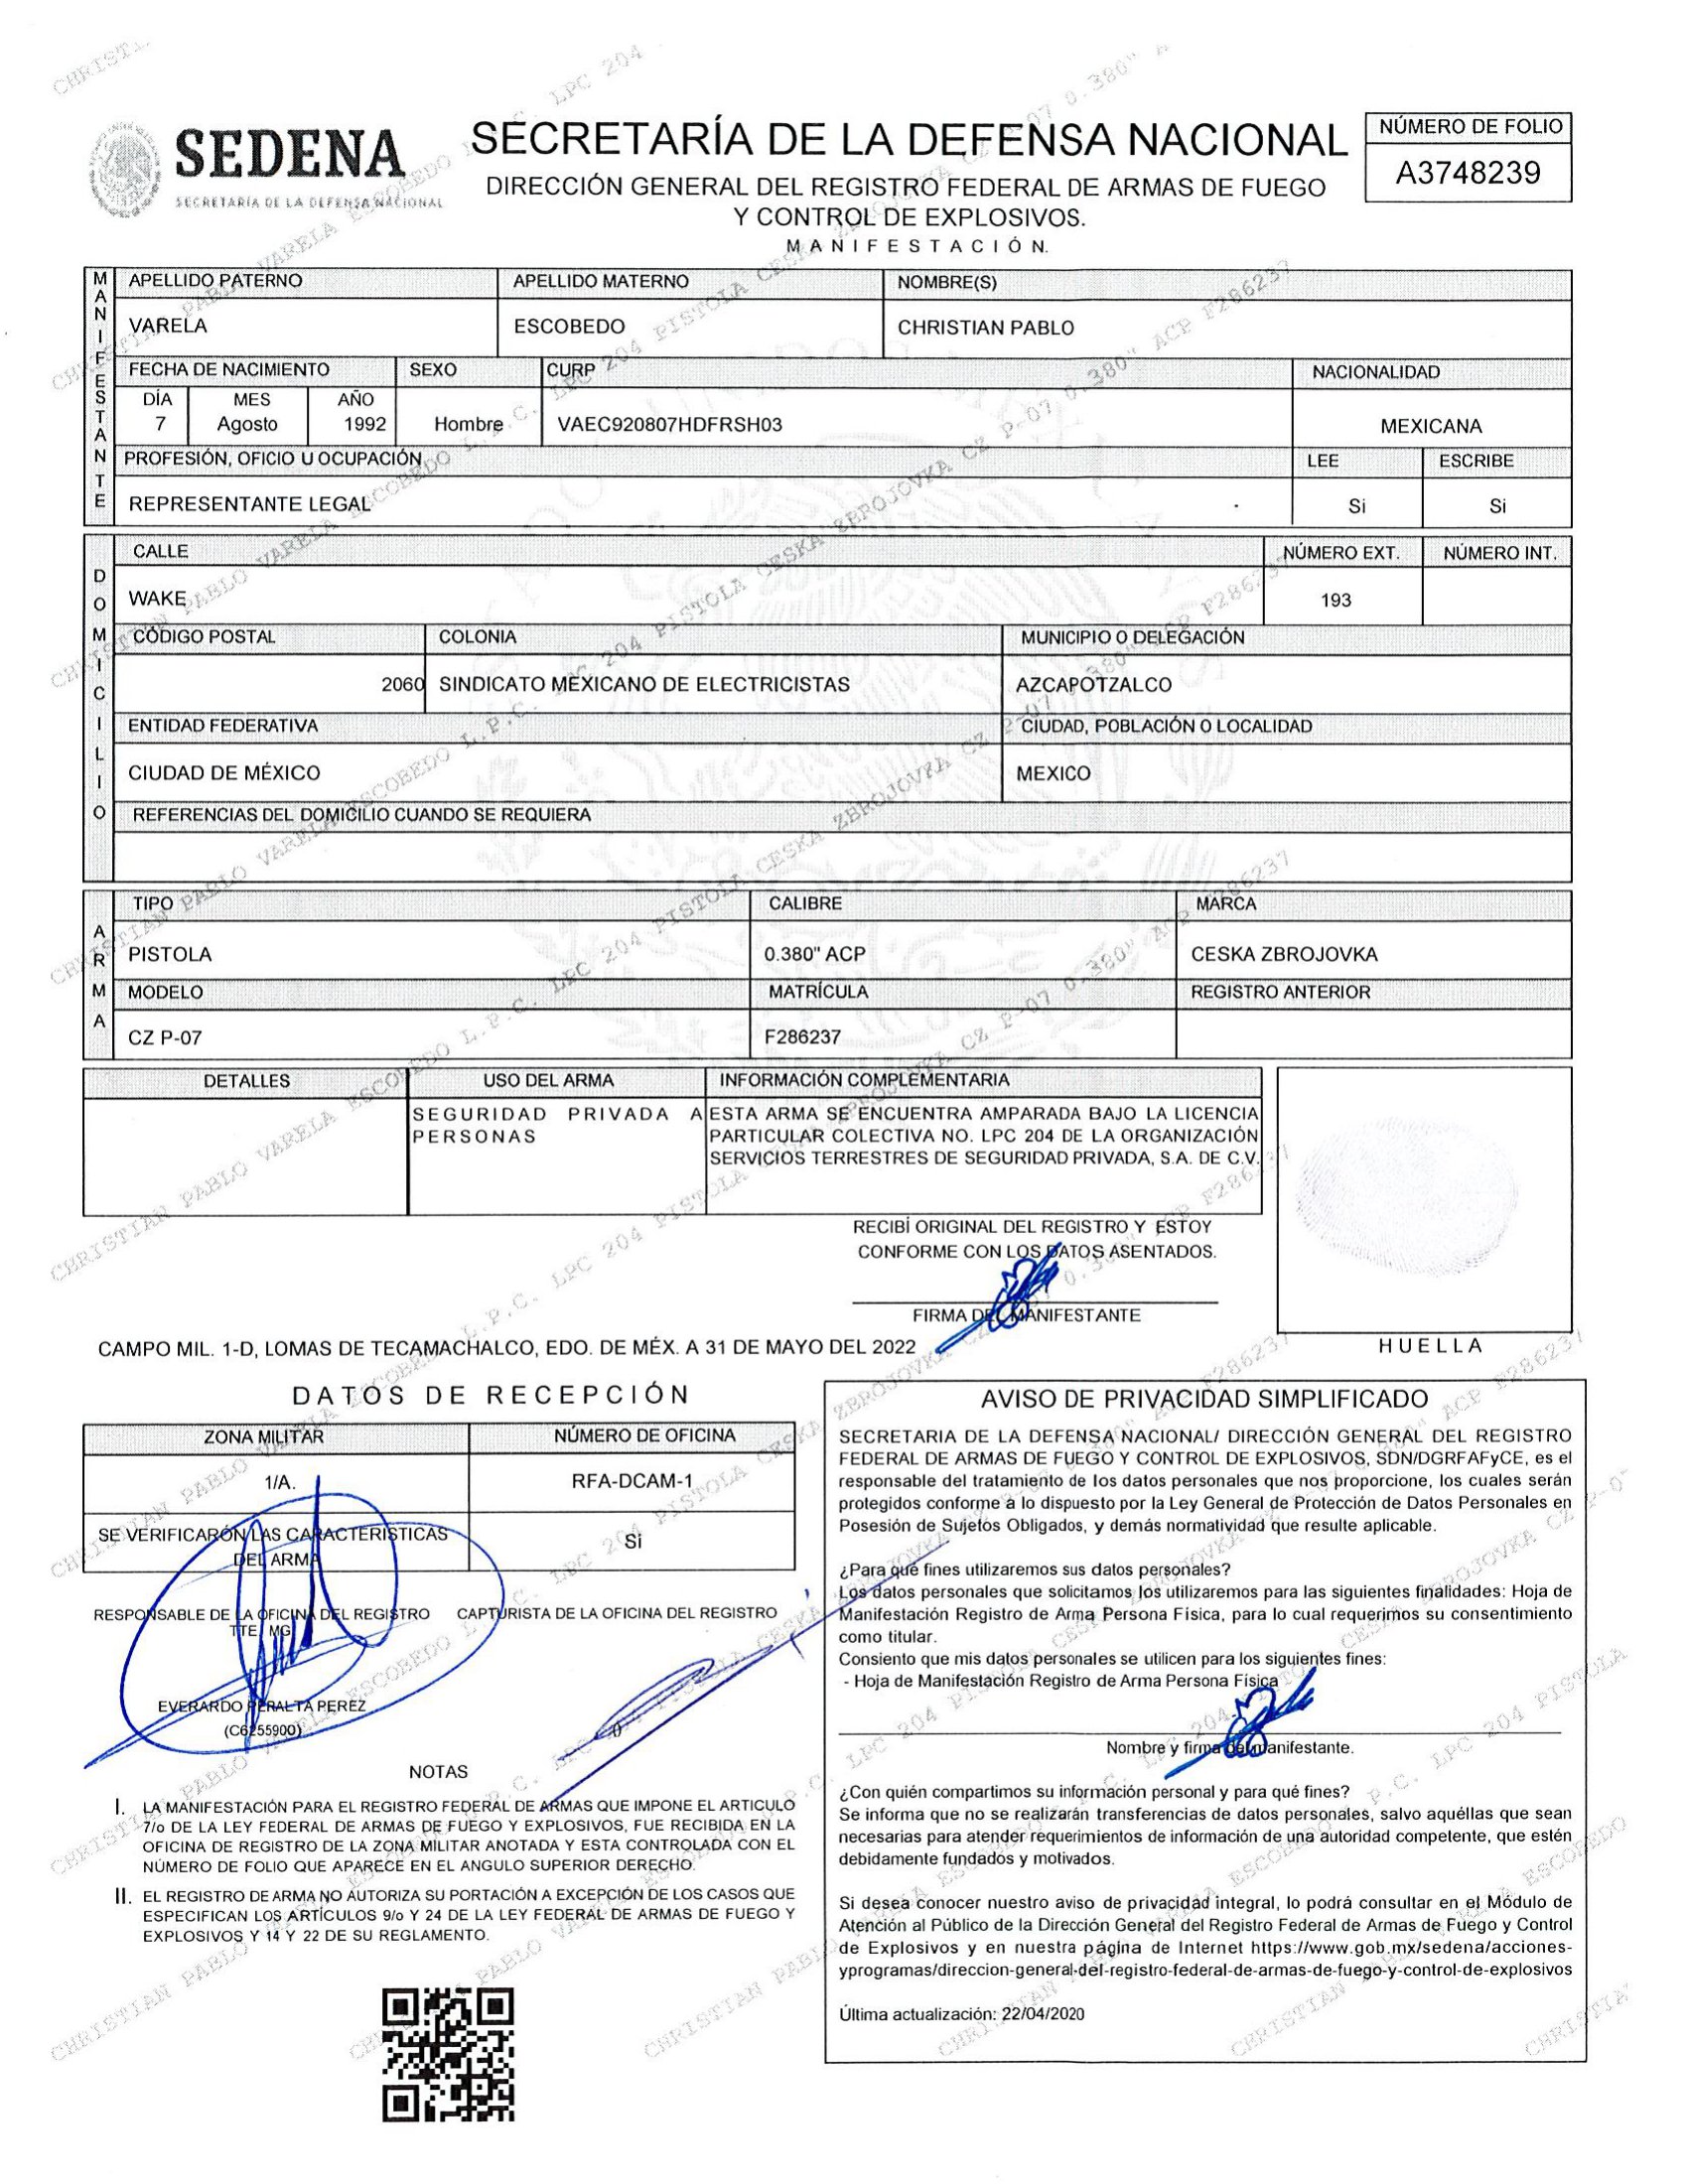 SEDENA
SECRETARÍA DE LA DEFENSA NACIONAL
SECRETARÍA DE LA DEFENSA NACIONAL
DIRECCIÓN GENERAL DEL REGISTRO FEDERAL DE ARMAS DE FUEGO
Y CONTROL DE EXPLOSIVOS.
MANIFESTACIÓN.
NÚMERO DE FOLIO
A3748239
MANIFESTANTE
APELLIDO PATERNO APELLIDO MATERNO NOMBRE(S)
VARELA ESCOBEDO CHRISTIAN PABLO
FECHA DE NACIMIENTO SEXO CURP NACIONALIDAD
DÍA MES AÑO
7 Agosto 1992 Hombre VAEC920807HDFRSH03 MEXICANA
PROFESIÓN, OFICIO U OCUPACIÓN LEE ESCRIBE
REPRESENTANTE LEGAL Si Si
DOMICILIO
CALLE NÚMERO EXT. NÚMERO INT.
WAKE 193
CÓDIGO POSTAL COLONIA MUNICIPIO O DELEGACIÓN
2060 SINDICATO MEXICANO DE ELECTRICISTAS AZCAPOTZALCO
ENTIDAD FEDERATIVA CIUDAD, POBLACIÓN O LOCALIDAD
CIUDAD DE MÉXICO MEXICO
REFERENCIAS DEL DOMICILIO CUANDO SE REQUIERA
ARMA
TIPO CALIBRE MARCA
PISTOLA 0.380" ACP CESKA ZBROJOVKA
MODELO MATRÍCULA REGISTRO ANTERIOR
CZ P-07 F286237
DETALLES USO DEL ARMA INFORMACIÓN COMPLEMENTARIA
SEGURIDAD PRIVADA A PERSONAS
ESTA ARMA SE ENCUENTRA AMPARADA BAJO LA LICENCIA
PARTICULAR COLECTIVA NO. LPC 204 DE LA ORGANIZACIÓN
SERVICIOS TERRESTRES DE SEGURIDAD PRIVADA, S.A. DE C.V.
RECIBÍ ORIGINAL DEL REGISTRO Y ESTOY
CONFORME CON LOS DATOS ASENTADOS.
FIRMA DEL MANIFESTANTE
HUELLA
CAMPO MIL. 1-D, LOMAS DE TECAMACHALCO, EDO. DE MÉX. A 31 DE MAYO DEL 2022
DATOS DE RECEPCIÓN
ZONA MILITAR NÚMERO DE OFICINA
1/A. RFA-DCAM-1
SE VERIFICARÓN LAS CARACTERISTICAS
DEL ARMA
Si
RESPONSABLE DE LA OFICINA DEL REGISTRO CAPTURISTA DE LA OFICINA DEL REGISTRO
TTE. MG
EVERARDO PERALTA PEREZ
(C6255900)
()
NOTAS
I. LA MANIFESTACIÓN PARA EL REGISTRO FEDERAL DE ARMAS QUE IMPONE EL ARTICULO
7/o DE LA LEY FEDERAL DE ARMAS DE FUEGO Y EXPLOSIVOS, FUE RECIBIDA EN LA
OFICINA DE REGISTRO DE LA ZONA MILITAR ANOTADA Y ESTA CONTROLADA CON EL
NÚMERO DE FOLIO QUE APARECE EN EL ANGULO SUPERIOR DERECHO.
II. EL REGISTRO DE ARMA NO AUTORIZA SU PORTACIÓN A EXCEPCIÓN DE LOS CASOS QUE
ESPECIFICAN LOS ARTÍCULOS 9/o Y 24 DE LA LEY FEDERAL DE ARMAS DE FUEGO Y
EXPLOSIVOS Y 14 Y 22 DE SU REGLAMENTO.
AVISO DE PRIVACIDAD SIMPLIFICADO
SECRETARIA DE LA DEFENSA NACIONAL/ DIRECCIÓN GENERAL DEL REGISTRO
FEDERAL DE ARMAS DE FUEGO Y CONTROL DE EXPLOSIVOS, SDN/DGRFAFyCE, es el
responsable del tratamiento de los datos personales que nos proporcione, los cuales serán
protegidos conforme a lo dispuesto por la Ley General de Protección de Datos Personales en
Posesión de Sujetos Obligados, y demás normatividad que resulte aplicable.
¿Para qué fines utilizaremos sus datos personales?
Los datos personales que solicitamos los utilizaremos para las siguientes finalidades: Hoja de
Manifestación Registro de Arma Persona Física, para lo cual requerimos su consentimiento
como titular.
Consiento que mis datos personales se utilicen para los siguientes fines:
- Hoja de Manifestación Registro de Arma Persona Física
Nombre y firma del manifestante.
¿Con quién compartimos su información personal y para qué fines?
Se informa que no se realizarán transferencias de datos personales, salvo aquéllas que sean
necesarias para atender requerimientos de información de una autoridad competente, que estén
debidamente fundados y motivados.
Si desea conocer nuestro aviso de privacidad integral, lo podrá consultar en el Módulo de
Atención al Público de la Dirección General del Registro Federal de Armas de Fuego y Control
de Explosivos y en nuestra página de Internet https://www.gob.mx/sedena/acciones-
yprogramas/direccion-general-del-registro-federal-de-armas-de-fuego-y-control-de-explosivos
Última actualización: 22/04/2020
CHRISTIAN PABLO VARELA ESCOBEDO L.P.C. LPC 204 PISTOLA CESKA ZBROJOVKA CZ P-07 0.380" ACP F286237